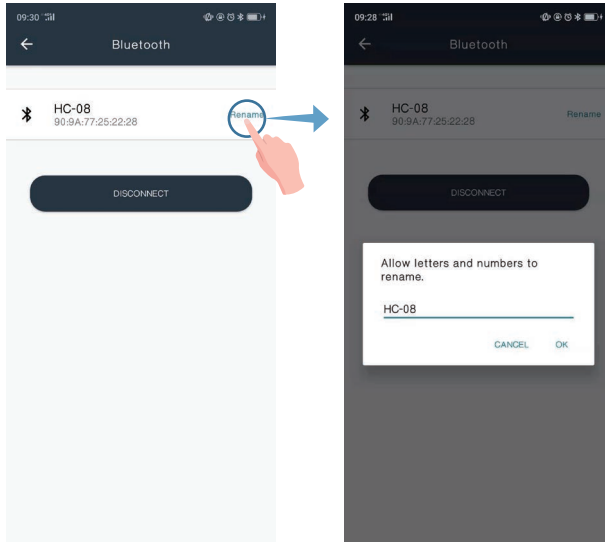 09:30
Bluetooth
HC-08
90:9A:77:25:22:28
Rename
DISCONNECT
09:28
Bluetooth
HC-08
90:9A:77:25:22:28
Rename
DISCONNECT
Allow letters and numbers to
rename.
HC-08
CANCEL OK